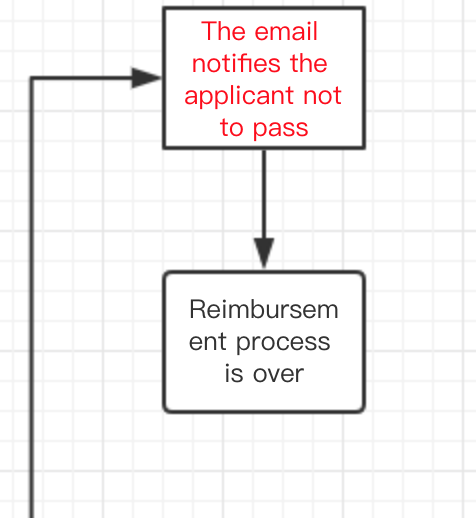 The email
notifies the
applicant not
to pass
Reimbursem
ent process
is over